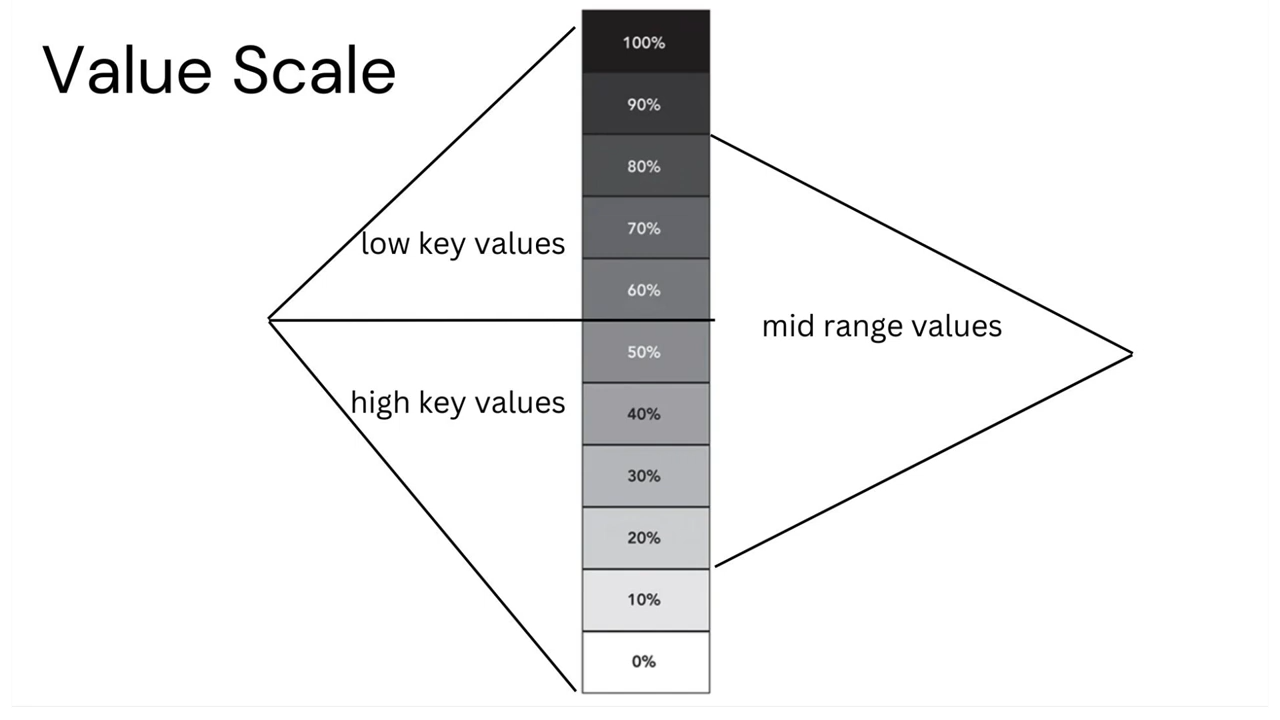 Value Scale
100%
90%
80%
70%
low key values
60%
mid range values
50%
high key values
40%
30%
20%
10%
0%